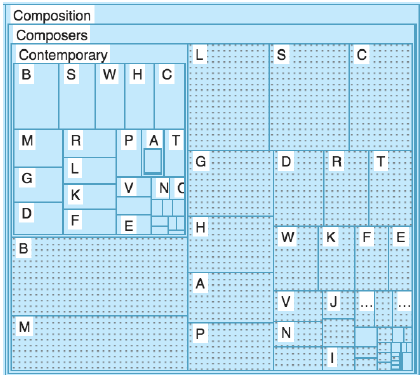 Composition
Composers
Contemporary L S C
B S W H C
M R P A T
L
G D R T
G V N C
K
D F E
H
W K F E
B
A
V J ... ...
M P N
I